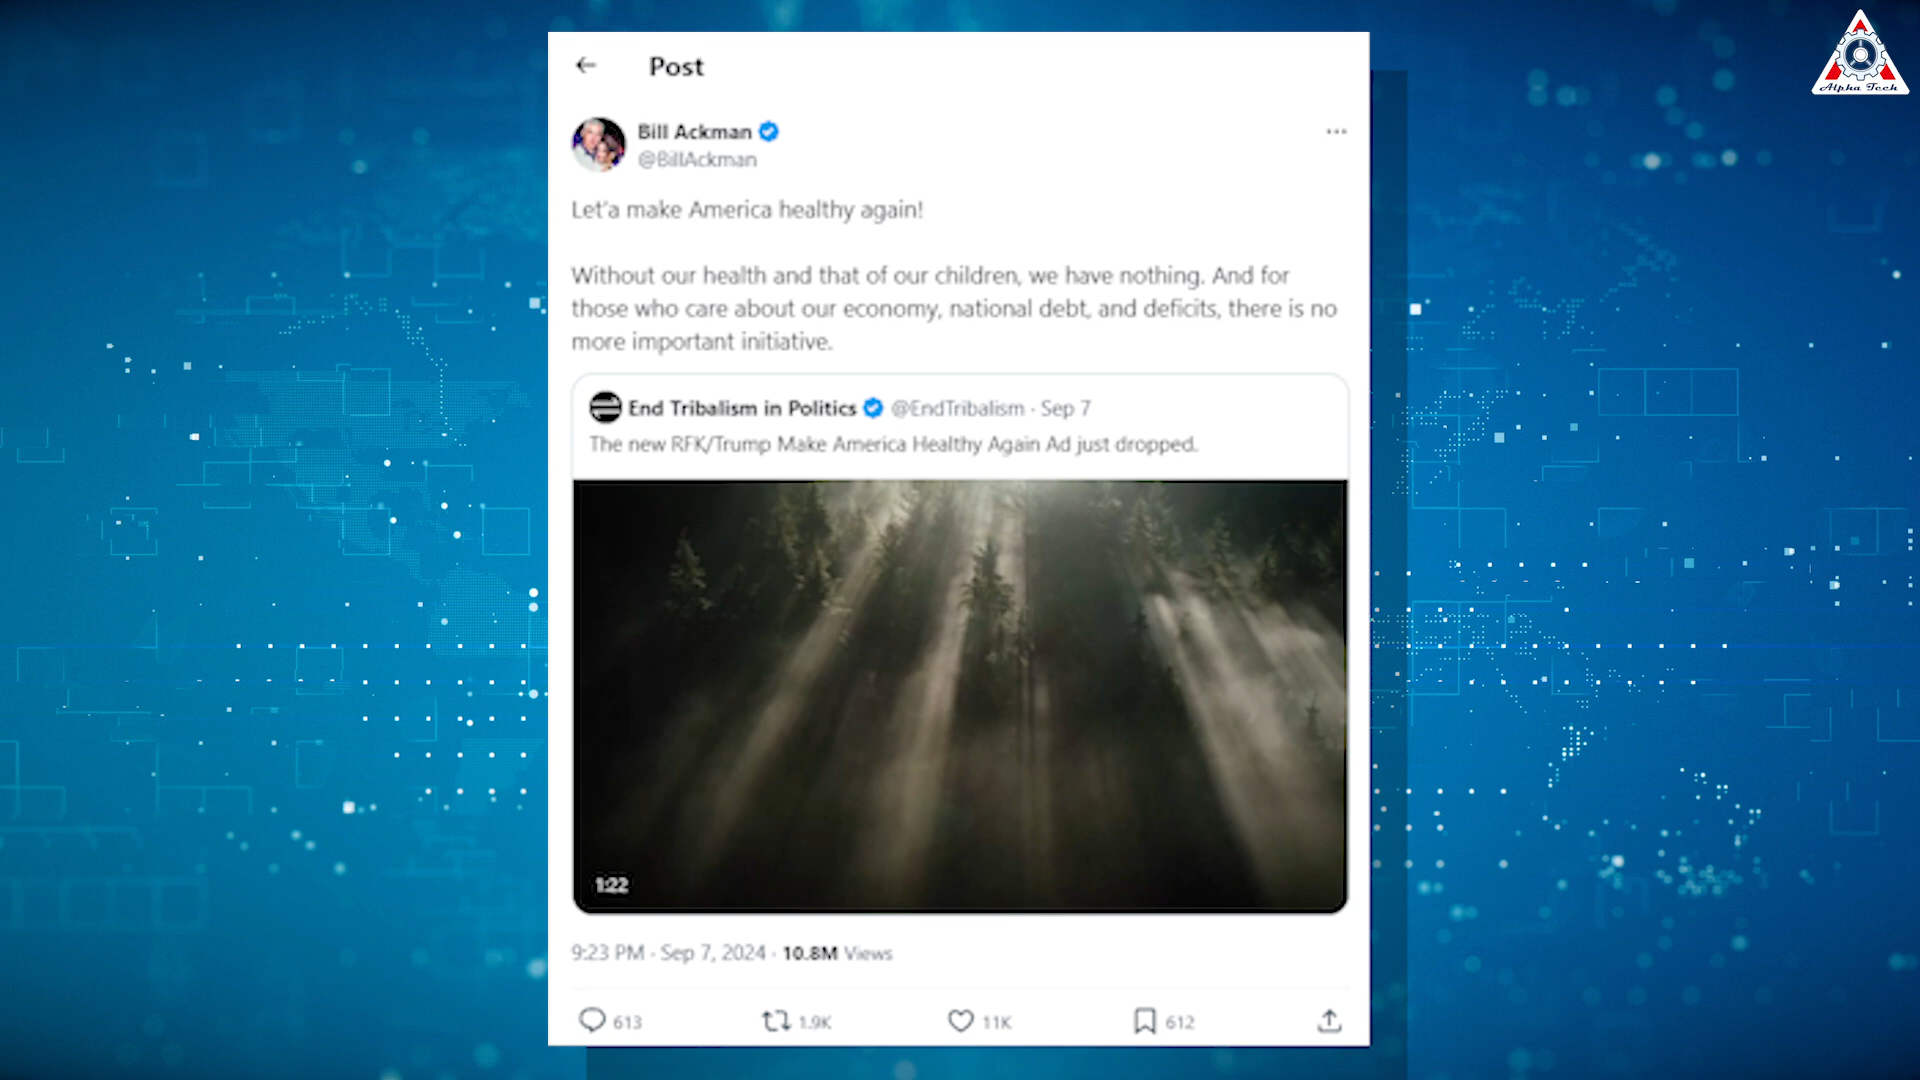 Post
Bill Ackman
@BillAckman
Let'a make America healthy again!
Without our health and that of our children, we have nothing. And for
those who care about our economy, national debt, and deficits, there is no
more important initiative.
End Tribalism in Politics @EndTribalism · Sep 7
The new RFK/Trump Make America Healthy Again Ad just dropped.
1:22
9:23 PM · Sep 7, 2024 · 10.8M Views
613 1.9K 11K 612
Alpha Tech